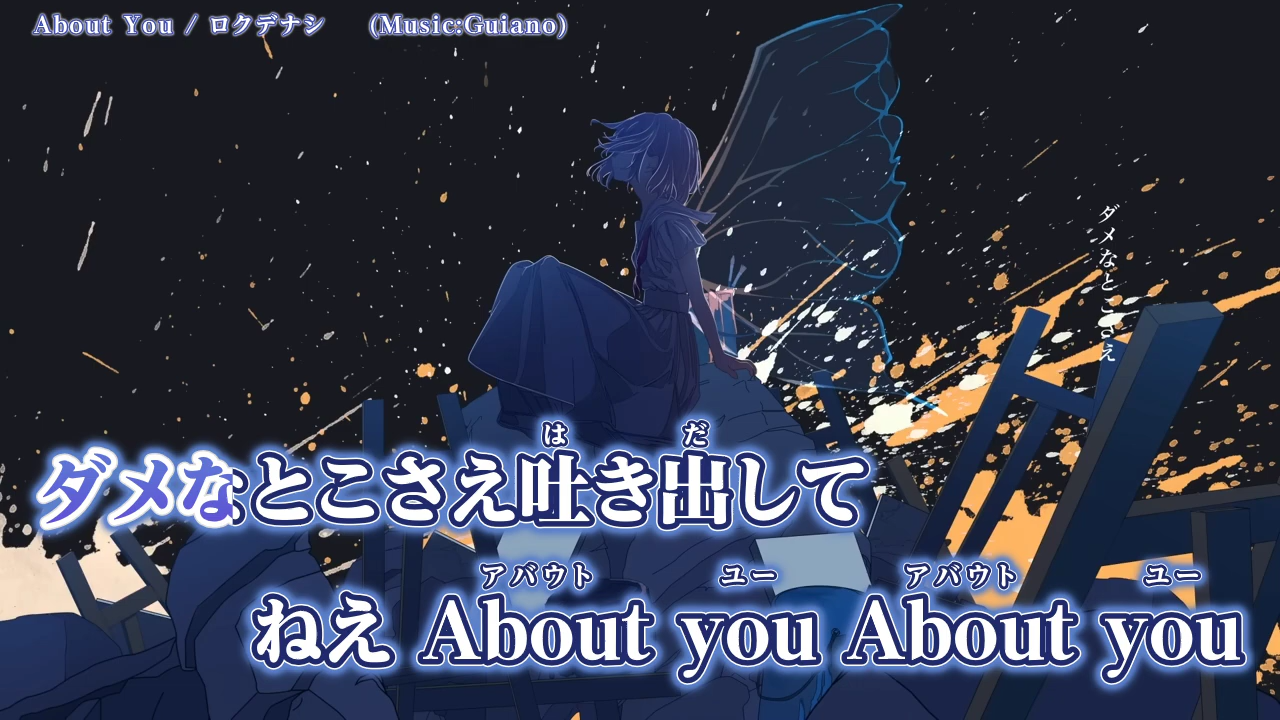 About You / ロクデナシ (Music:Guiano)
ダメなとこさえ
は だ
ダメなとこさえ吐き出して
アバウト ユー アバウト ユー
ねえ About you About you